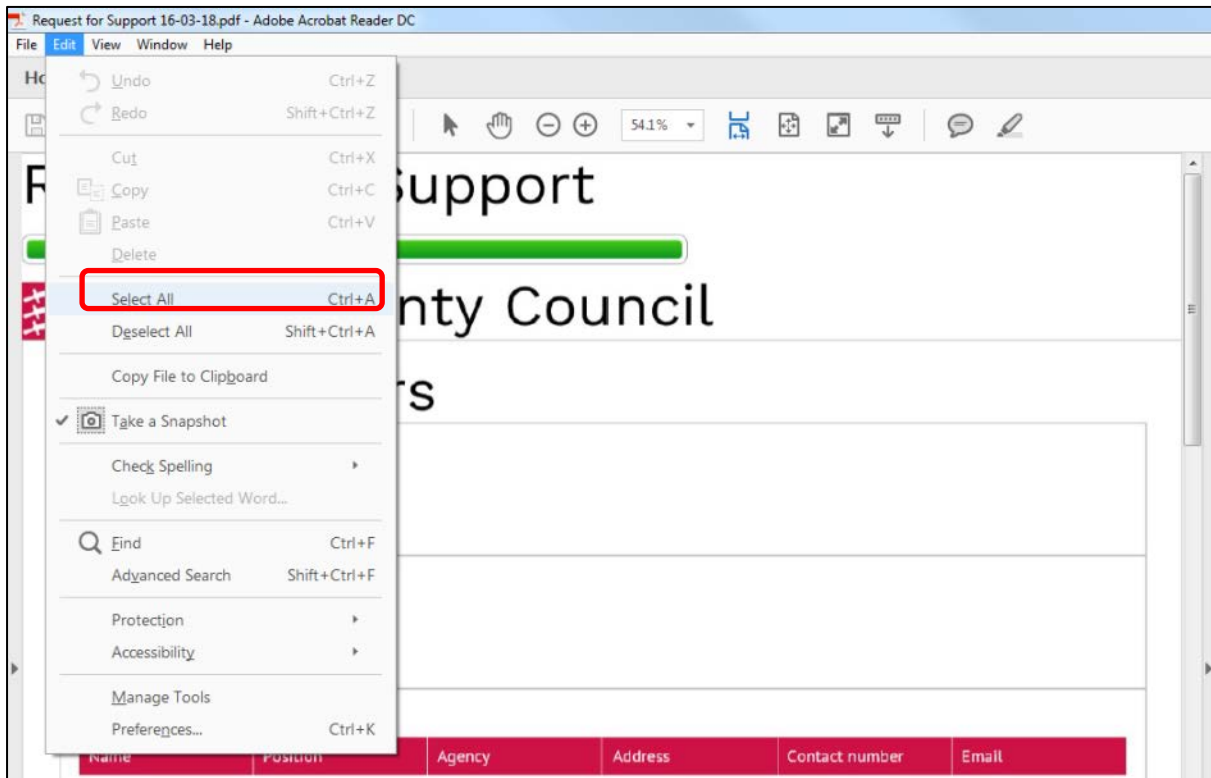 Request for Support 16-03-18.pdf - Adobe Acrobat Reader DC
File Edit View Window Help
Undo Ctrl+Z
Redo Shift+Ctrl+Z
54.1%
Cut Ctrl+X
Copy Ctrl+C
Paste Ctrl+V
Delete
Select All Ctrl+A
Deselect All Shift+Ctrl+A
Copy File to Clipboard
Take a Snapshot
Check Spelling
Look Up Selected Word...
Find Ctrl+F
Advanced Search Shift+Ctrl+F
Protection
Accessibility
Manage Tools
Preferences... Ctrl+K
Support
nty Council
rs
Name Position Agency Address Contact number Email